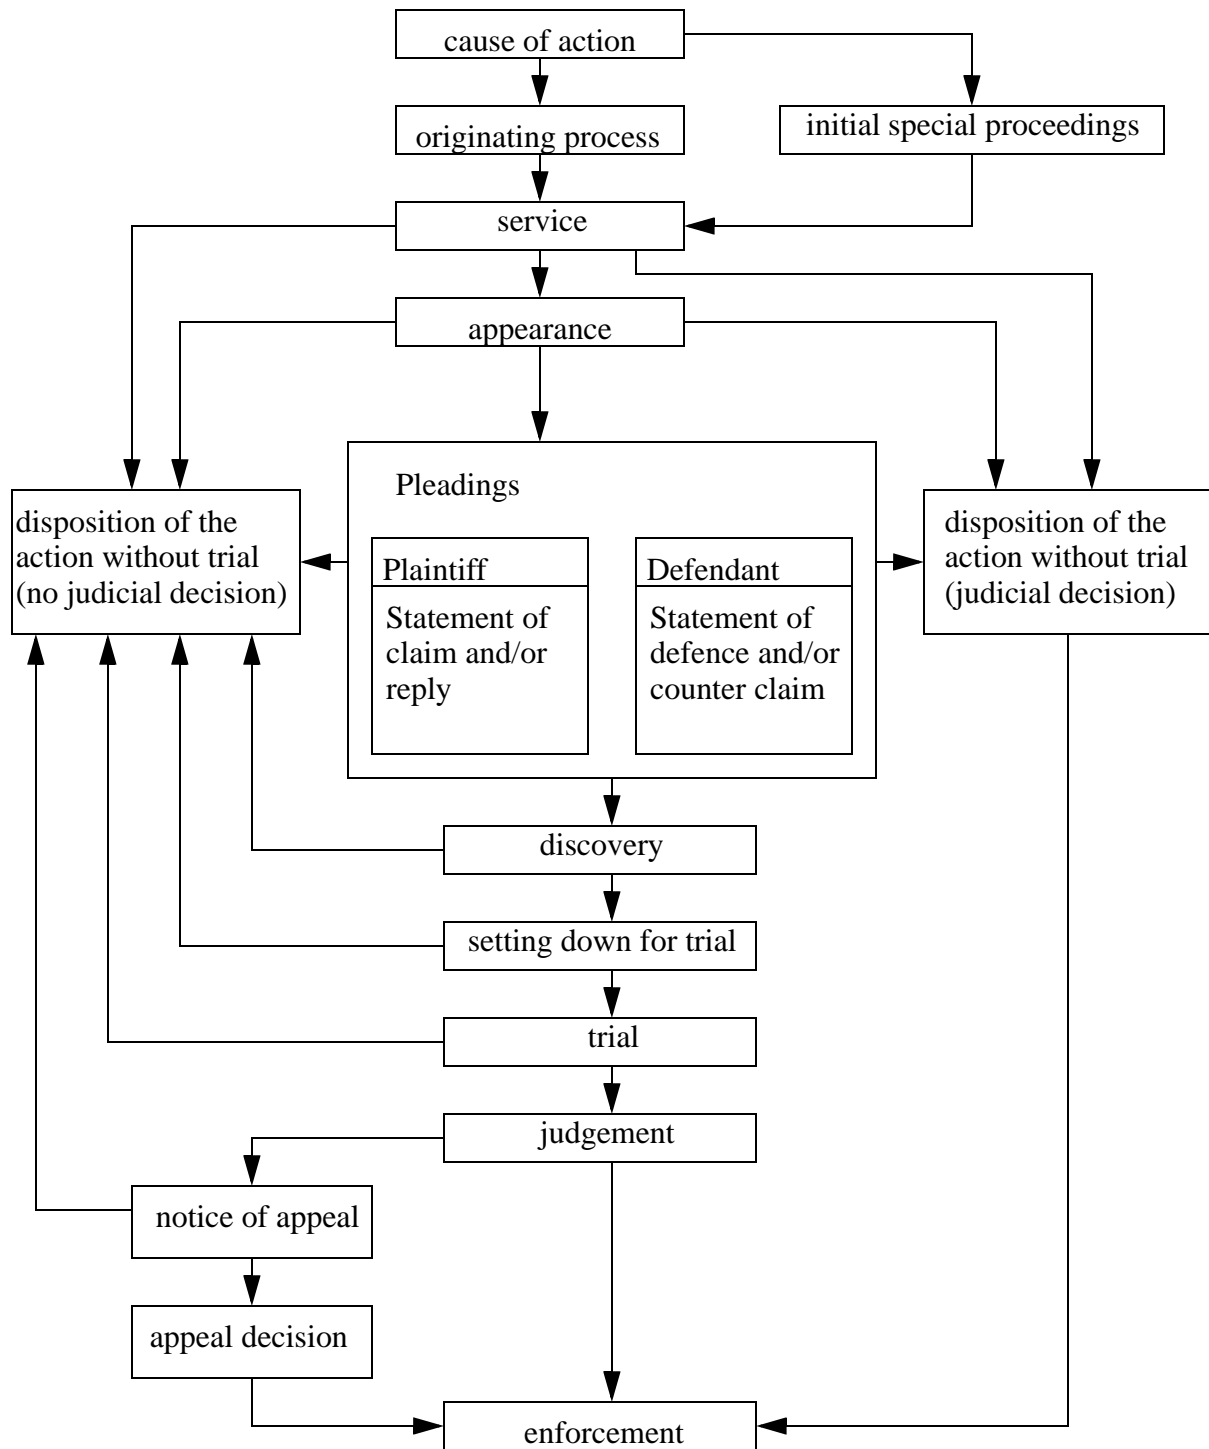 cause of action
originating process
initial special proceedings
service
appearance
Pleadings
disposition of the
action without trial
(no judicial decision)
Plaintiff
Statement of
claim and/or
reply
Defendant
Statement of
defence and/or
counter claim
disposition of the
action without trial
(judicial decision)
discovery
setting down for trial
trial
judgement
notice of appeal
appeal decision
enforcement